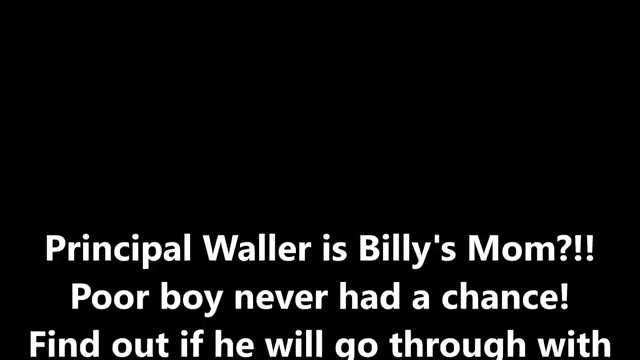 Principal Waller is Billy's Mom?!!
Poor boy never had a chance!
Find out if he will go through with